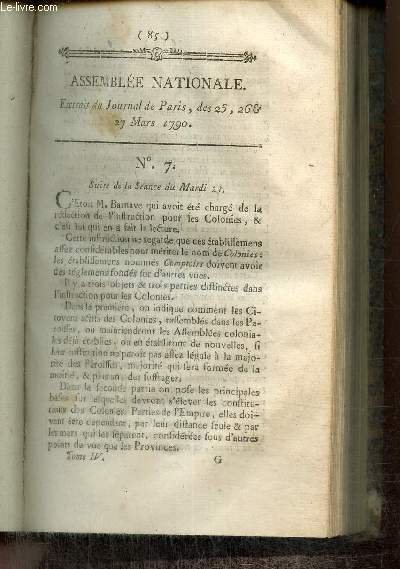 © le-livre.com
(85)
ASSEMBLÉE NATIONALE.
Extrait du Journal de Paris, des 25, 26 &
27 Mars 1790.
N°. 7.
Suite de la Séance du Mardi
C'étoit M. Barnave qui avoit été chargé de la
rédaction de l'instruction pour les Colonies, &
c'est lui qui en a fait la lecture.
Cette instruction ne regarde que ces établissemens
assez considérables pour mériter le nom de Colonies:
les établissemens nommés Comptoirs doivent avoir
des réglemens fondés sur d'autres vues.
Il y a trois objets & trois parties distinctes dans
l'instruction pour les Colonies.
Dans la premiere, on indique comment les Ci-
toyens actifs des Colonies, rassemblés dans les Pa-
roisses, ou maintiendront les Assemblées colonia-
les déjà établies, ou en établiront de nouvelles, si
leur institution ne paroît pas assez légale à la majo-
rité des Paroisses, majorité qui sera formée de la
moitié, & plus un, des suffrages.
Dans la seconde partie on pose les principales
bases sur lesquelles devront s'élever les constitu-
tions des Colonies. Parties de l'Empire, elles doi-
vent être cependant, par leur distance seule & par
les mers qui les séparent, considérées sous d'autres
points de vue que les Provinces.
Tome IV. G